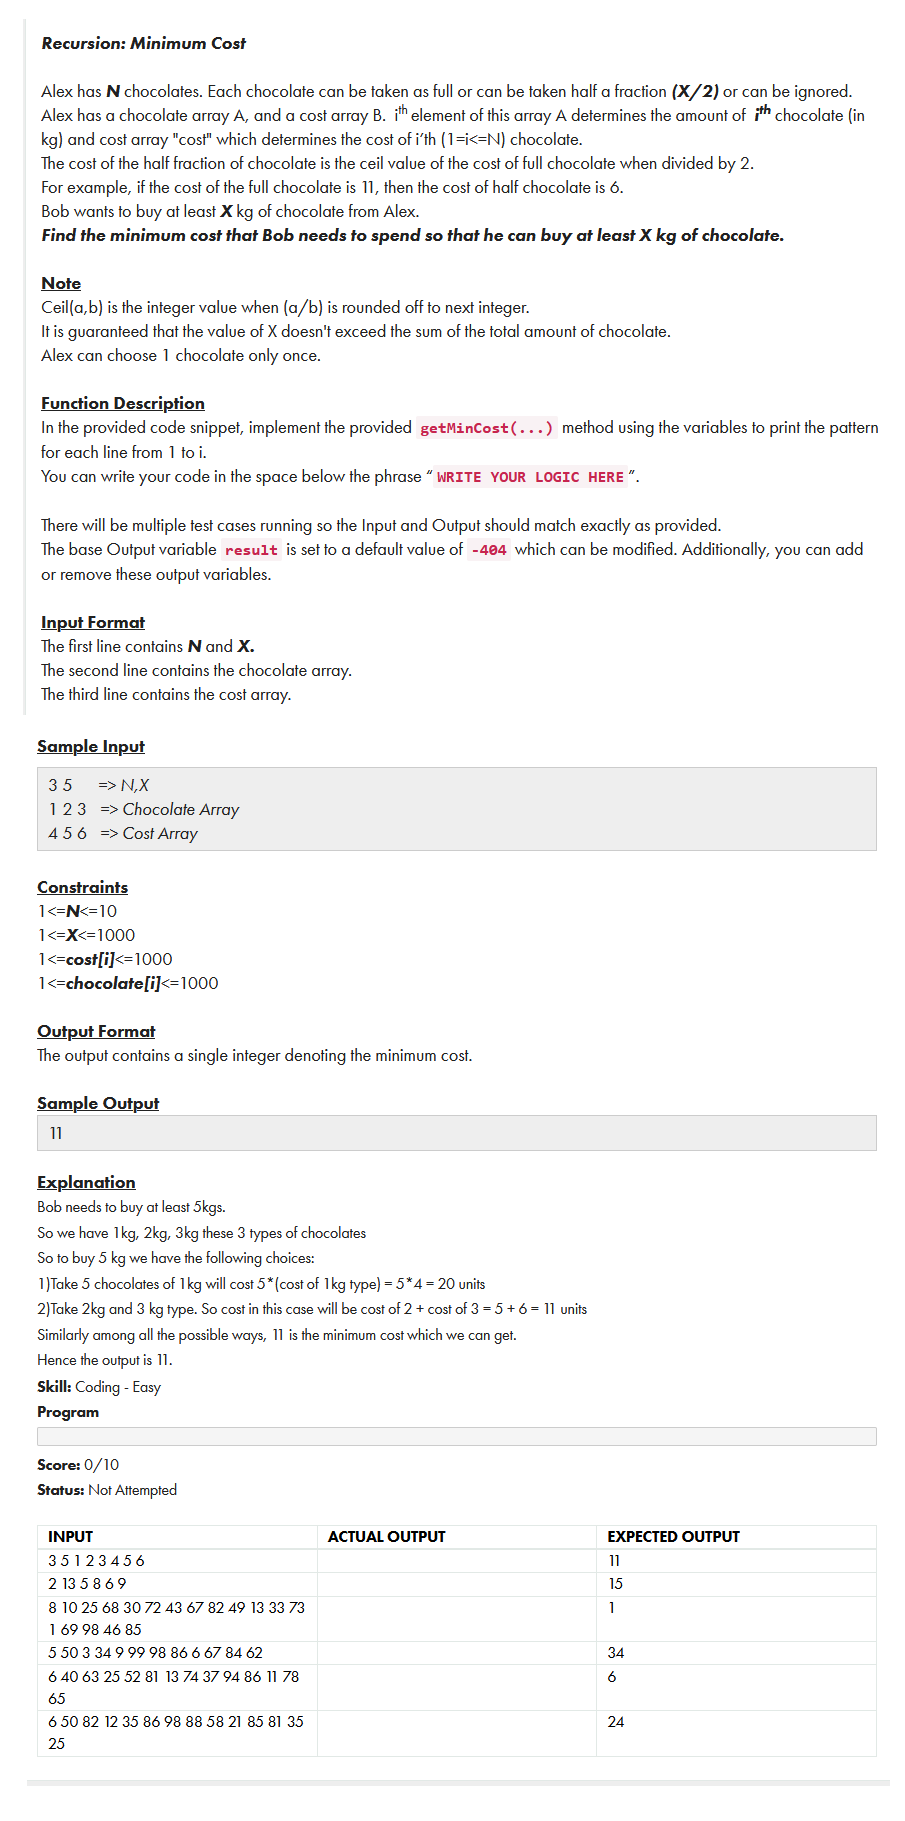 Recursion: Minimum Cost
Alex has N chocolates. Each chocolate can be taken as full or can be taken half a fraction (X/2) or can be ignored.
Alex has a chocolate array A, and a cost array B. ith element of this array A determines the amount of ith chocolate (in
kg) and cost array "cost" which determines the cost of i'th (1=i<=N) chocolate.
The cost of the half fraction of chocolate is the ceil value of the cost of full chocolate when divided by 2.
For example, if the cost of the full chocolate is 11, then the cost of half chocolate is 6.
Bob wants to buy at least X kg of chocolate from Alex.
Find the minimum cost that Bob needs to spend so that he can buy at least X kg of chocolate.
Note
Ceil(a,b) is the integer value when (a/b) is rounded off to next integer.
It is guaranteed that the value of X doesn't exceed the sum of the total amount of chocolate.
Alex can choose 1 chocolate only once.
Function Description
In the provided code snippet, implement the provided getMinCost(...) method using the variables to print the pattern
for each line from 1 to i.
You can write your code in the space below the phrase “ WRITE YOUR LOGIC HERE ”.
There will be multiple test cases running so the Input and Output should match exactly as provided.
The base Output variable result is set to a default value of -404 which can be modified. Additionally, you can add
or remove these output variables.
Input Format
The first line contains N and X.
The second line contains the chocolate array.
The third line contains the cost array.
Sample Input
3 5 => N,X
1 2 3 => Chocolate Array
4 5 6 => Cost Array
Constraints
1<=N<=10
1<=X<=1000
1<=cost[i]<=1000
1<=chocolate[i]<=1000
Output Format
The output contains a single integer denoting the minimum cost.
Sample Output
11
Explanation
Bob needs to buy at least 5kgs.
So we have 1kg, 2kg, 3kg these 3 types of chocolates
So to buy 5 kg we have the following choices:
1)Take 5 chocolates of 1kg will cost 5*(cost of 1kg type) = 5*4 = 20 units
2)Take 2kg and 3 kg type. So cost in this case will be cost of 2 + cost of 3 = 5 + 6 = 11 units
Similarly among all the possible ways, 11 is the minimum cost which we can get.
Hence the output is 11.
Skill: Coding - Easy
Program
Score: 0/10
Status: Not Attempted
INPUT ACTUAL OUTPUT EXPECTED OUTPUT
3 5 1 2 3 4 5 6 11
2 13 5 8 6 9 15
8 10 25 68 30 72 43 67 82 49 13 33 73 1
1 69 98 46 85
5 50 3 34 9 99 98 86 6 67 84 62 34
6 40 63 25 52 81 13 74 37 94 86 11 78 6
65
6 50 82 12 35 86 98 88 58 21 85 81 35 24
25